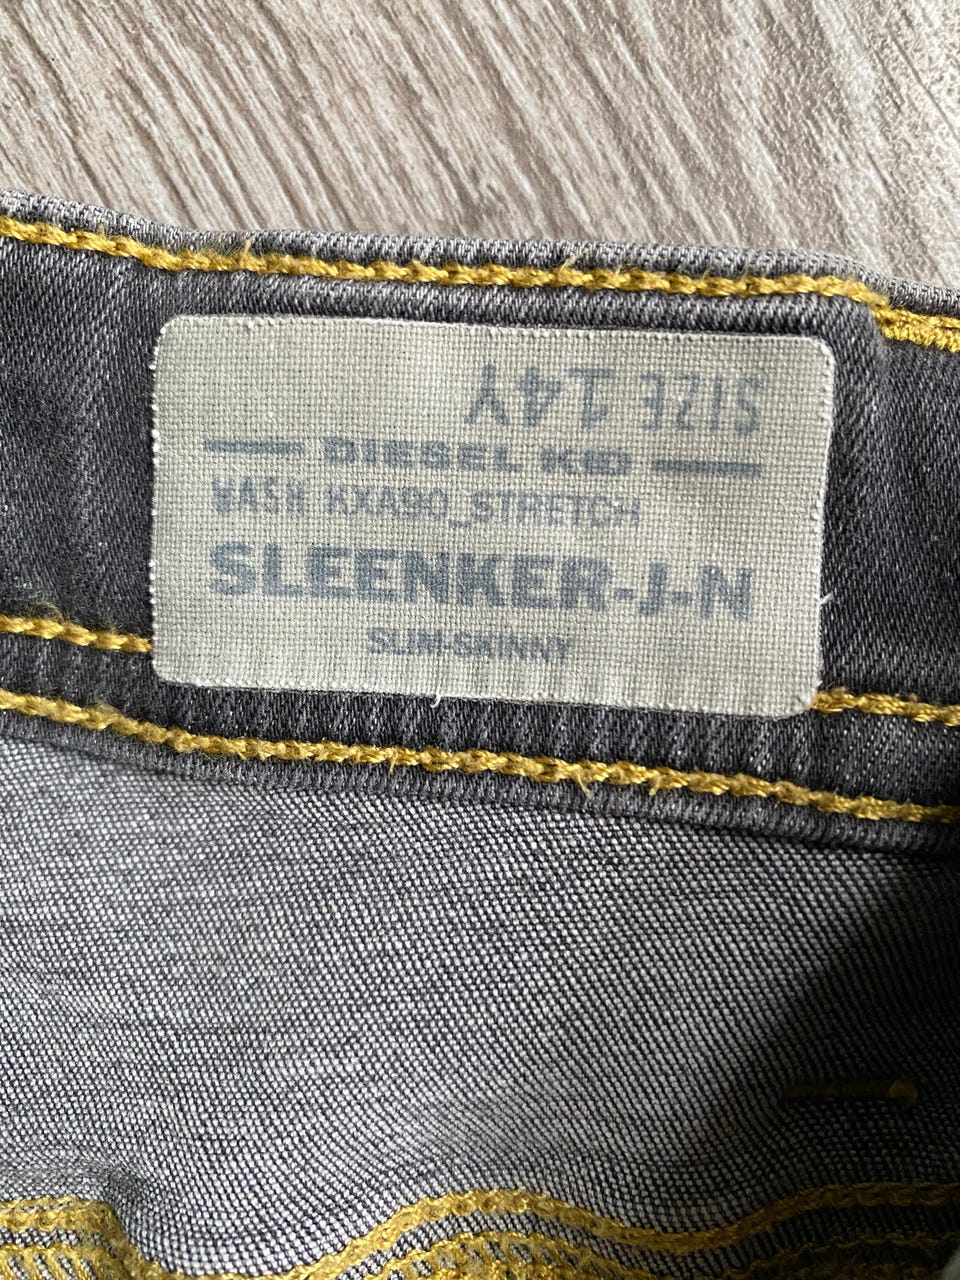 SIZE 14Y
DIESEL KID
WASH KXA90_STRETCH
SLEENKER-J-N
SLIM-SKINNY